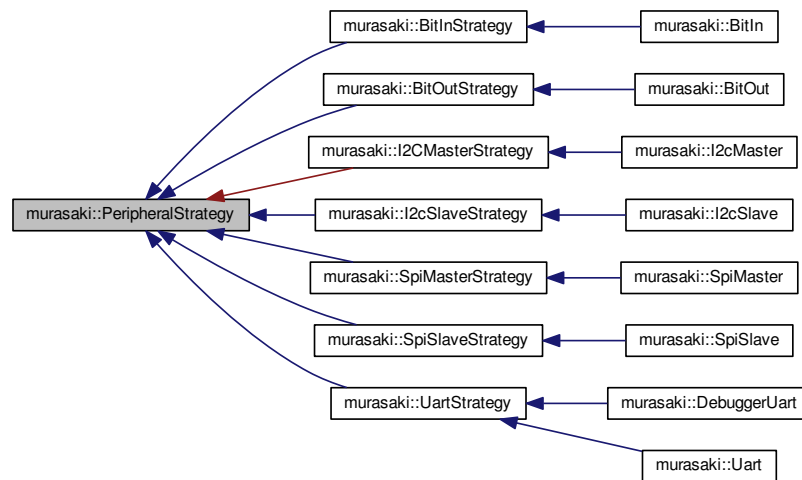 murasaki::BitInStrategy
murasaki::BitIn
murasaki::BitOutStrategy
murasaki::BitOut
murasaki::I2CMasterStrategy
murasaki::I2cMaster
murasaki::PeripheralStrategy
murasaki::I2cSlaveStrategy
murasaki::I2cSlave
murasaki::SpiMasterStrategy
murasaki::SpiMaster
murasaki::SpiSlaveStrategy
murasaki::SpiSlave
murasaki::UartStrategy
murasaki::DebuggerUart
murasaki::Uart